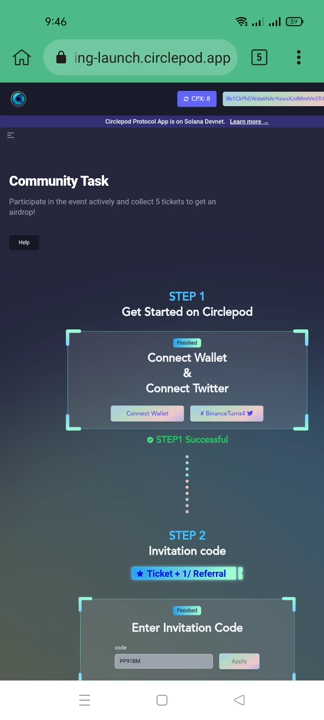 9:46
59
ing-launch.circlepod.app
5
CPX: 8
Circlepod Protocol App is on Solana Devnet. Learn more →
Community Task
Participate in the event actively and collect 5 tickets to get an
airdrop!
Help
STEP 1
Get Started on Circlepod
Finished
Connect Wallet
&
Connect Twitter
Connect Wallet
# BinanceTurns4
STEP1 Successful
STEP 2
Invitation code
Ticket + 1/ Referral
Finished
Enter Invitation Code
code
PP91BM
Apply